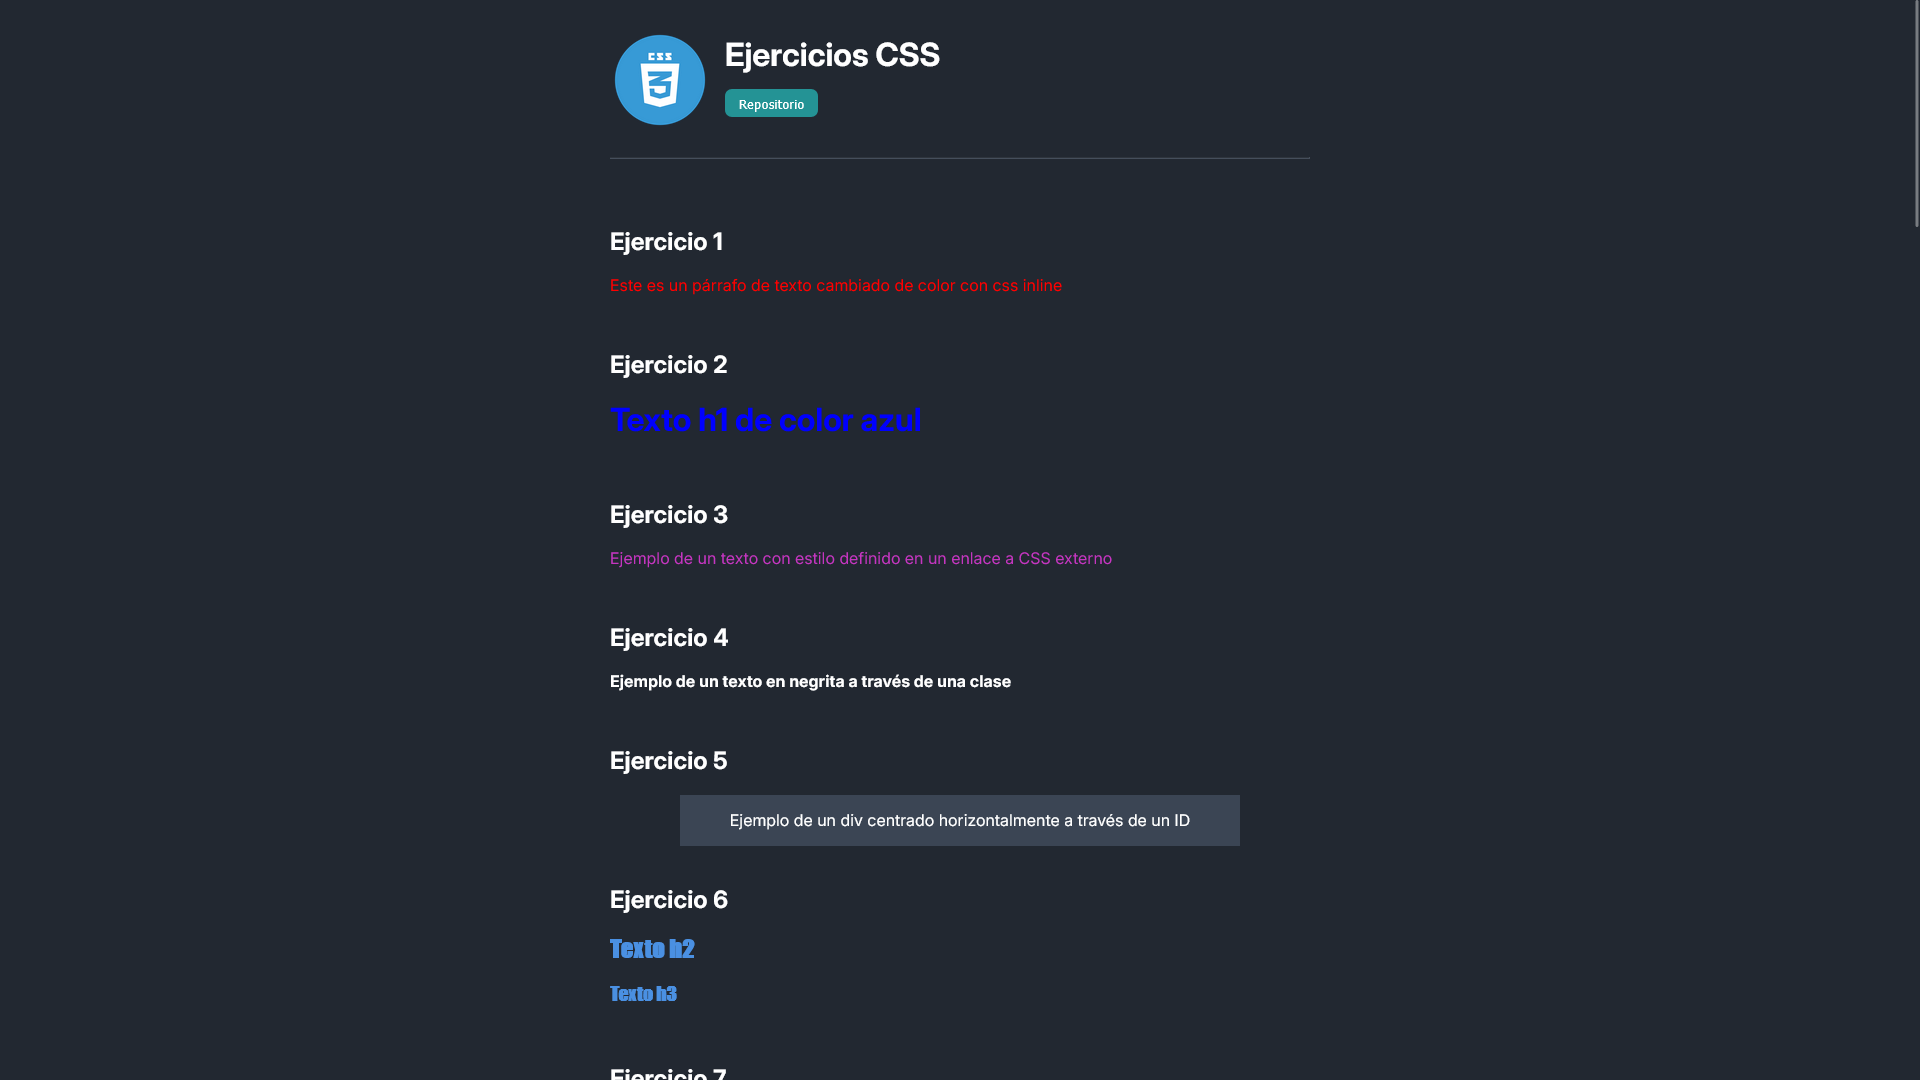 CSS
Ejercicios CSS
Repositorio
Ejercicio 1
Este es un párrafo de texto cambiado de color con css inline
Ejercicio 2
Texto h1 de color azul
Ejercicio 3
Ejemplo de un texto con estilo definido en un enlace a CSS externo
Ejercicio 4
Ejemplo de un texto en negrita a través de una clase
Ejercicio 5
Ejemplo de un div centrado horizontalmente a través de un ID
Ejercicio 6
Texto h2
Texto h3
Ejercicio 7